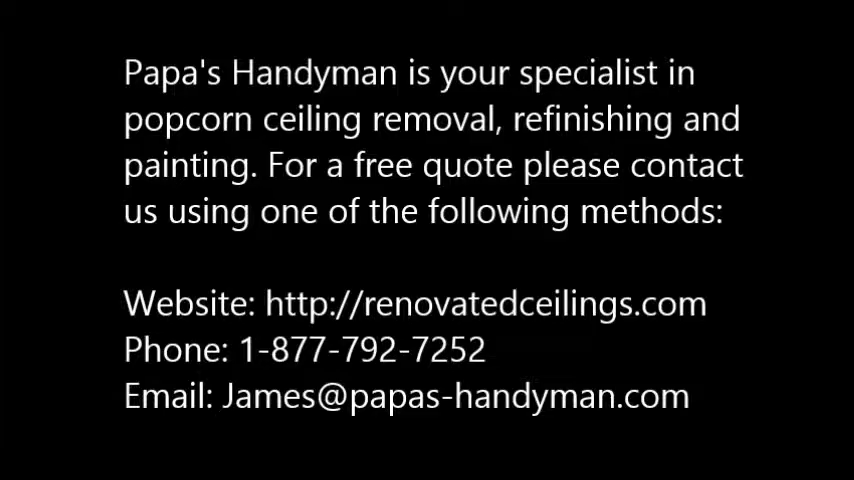 Papa's Handyman is your specialist in
popcorn ceiling removal, refinishing and
painting. For a free quote please contact
us using one of the following methods:
Website: http://renovatedceilings.com
Phone: 1-877-792-7252
Email: James@papas-handyman.com